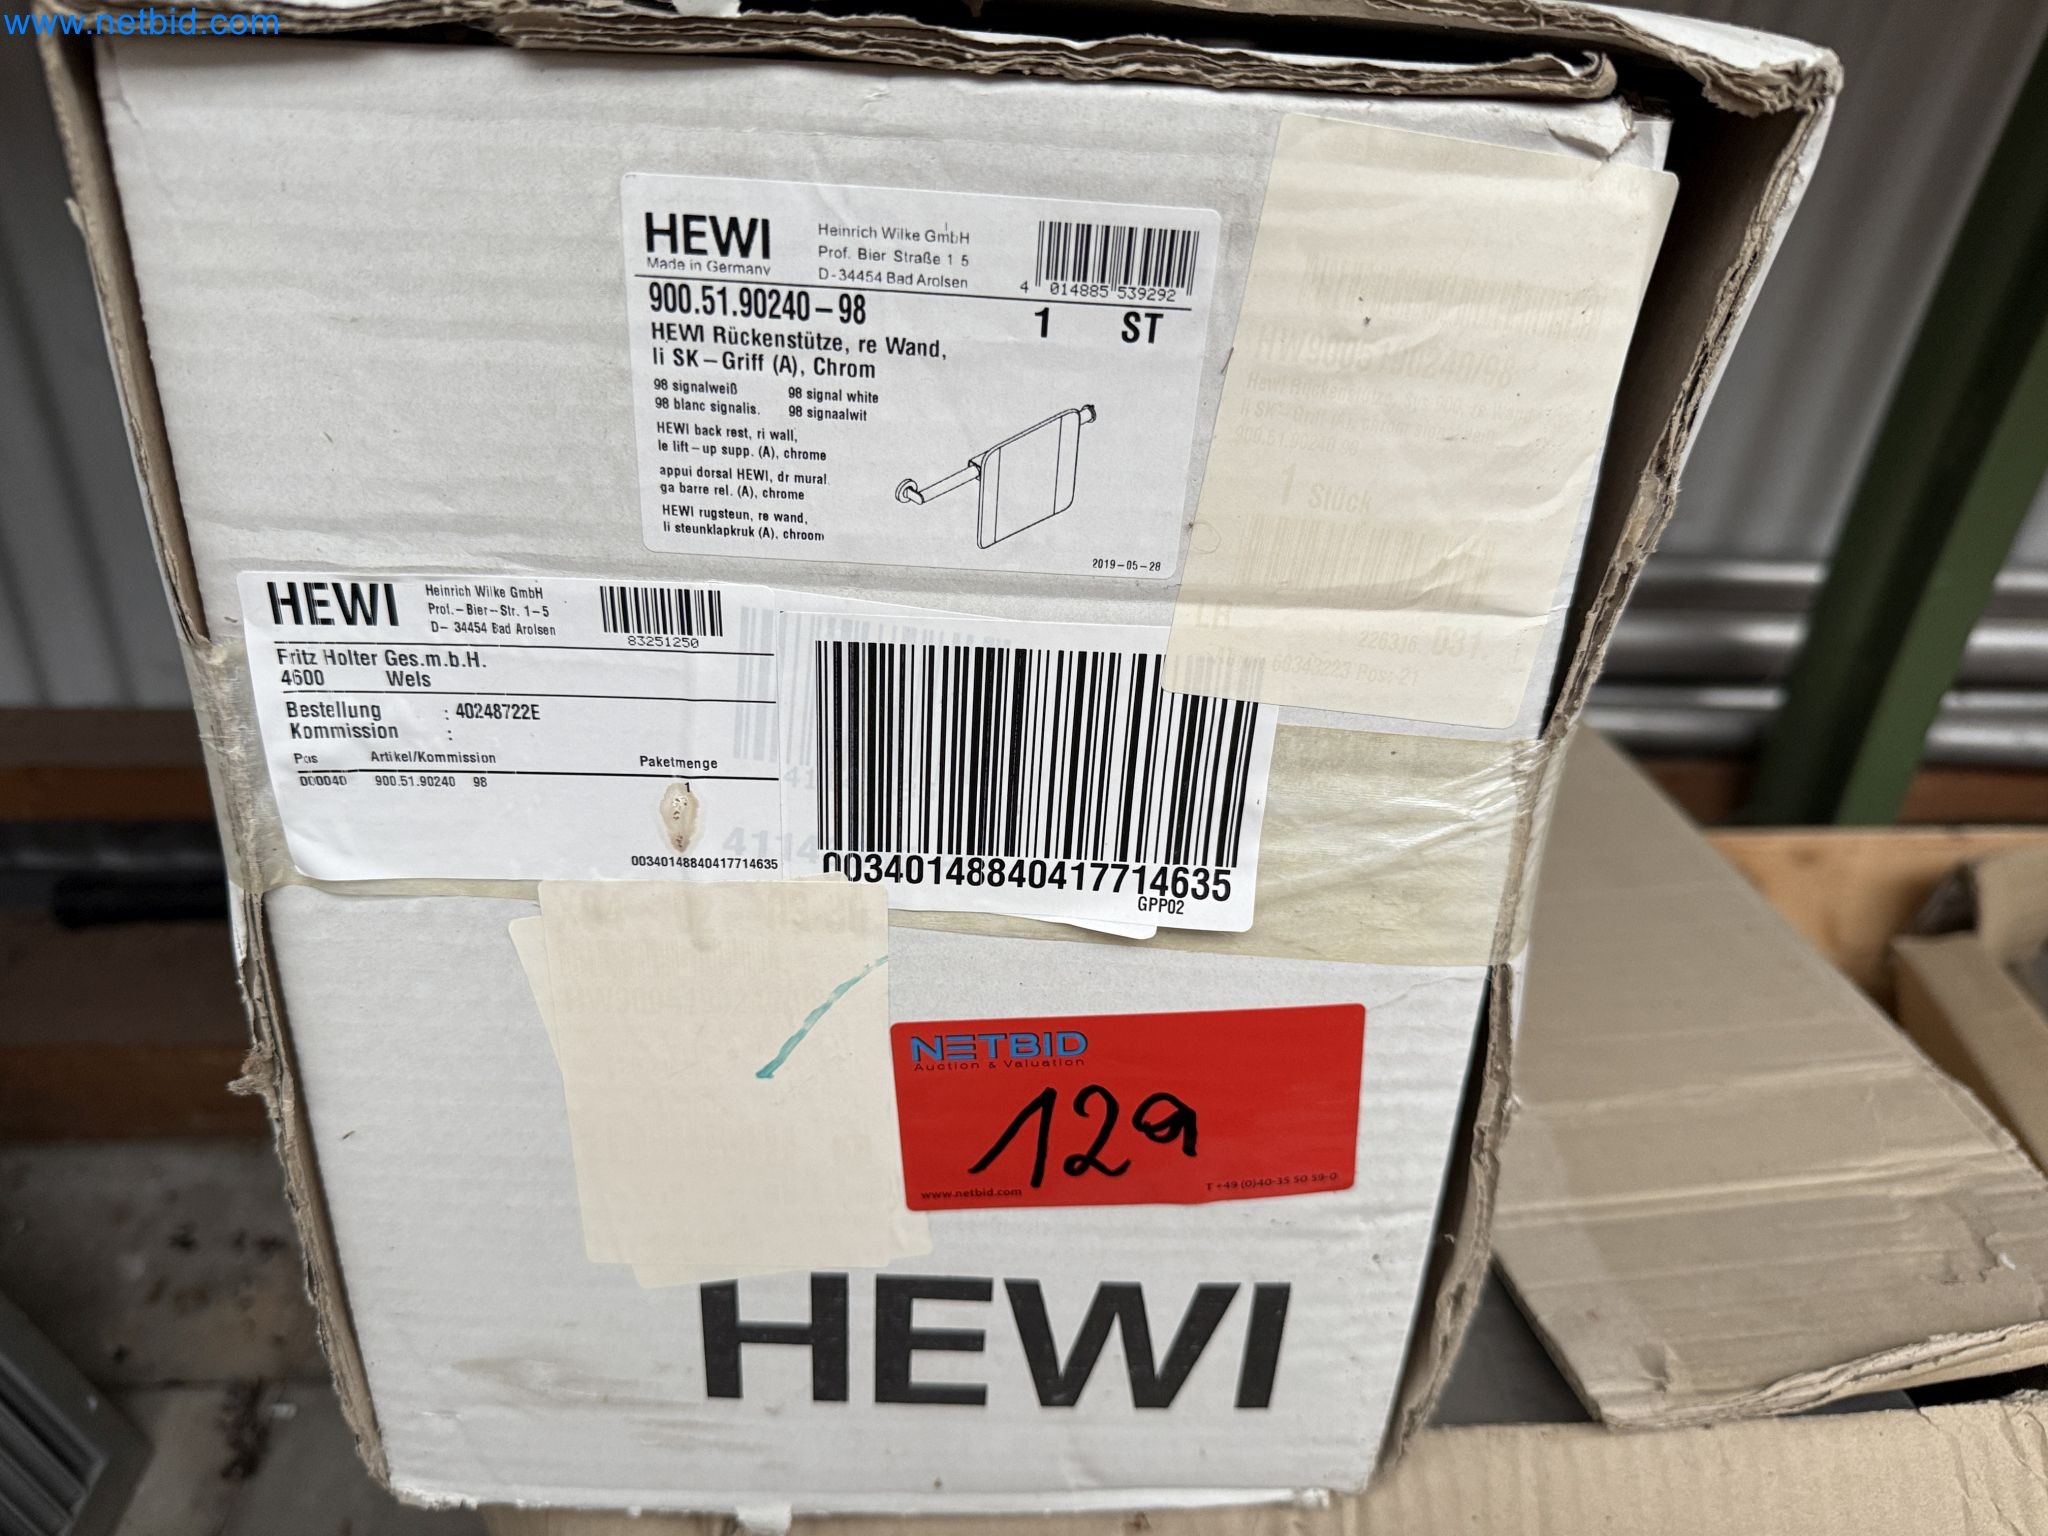 www.netbid.com
HEWI
Made in Germany
Heinrich Wilke GmbH
Prof. Bier Straße 1 5
D-34454 Bad Arolsen
4 014885 539292
900.51.90240-98
1 ST
HEWI Rückenstütze, re Wand,
li SK-Griff (A), Chrom
98 signalweiß 98 signal white
98 blanc signalis. 98 signaalwit
HEWI back rest, ri wall,
le lift-up supp. (A), chrome
appui dorsal HEWI, dr mural
ga barre rel. (A), chrome
HEWI rugsteun, re wand,
li steunklapkruk (A), chroom
2019-05-28
1 Stück
031
60343223 Pos: 21
HEWI
Heinrich Wilke GmbH
Prof.-Bier-Str. 1-5
D- 34454 Bad Arolsen
83251250
Fritz Holter Ges.m.b.H.
4600 Wels
Bestellung : 40248722E
Kommission :
Pos Artikel/Kommission Paketmenge
000040 900.51.90240 98 1
00340148840417714635
00340148840417714635
GPP02
NETBID
Auction & Valuation
12a
www.netbid.com
T +49 (0)40-35 50 59-0
HEWI